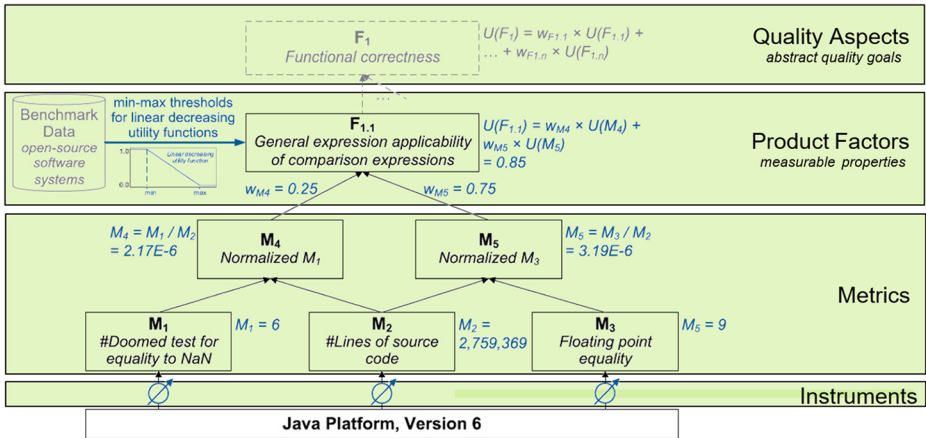 F1
Functional correctness
U(F1) = wF1.1 × U(F1.1) +
… + wF1.n × U(F1.n)
Quality Aspects
abstract quality goals
...
Benchmark
Data
open-source
software
systems
min-max thresholds
for linear decreasing
utility functions
1.0
0.0
Linear decreasing
utility function
min
max
F1.1
General expression applicability
of comparison expressions
U(F1.1) = wM4 × U(M4) +
wM5 × U(M5)
= 0.85
Product Factors
measurable properties
wM4 = 0.25
wM5 = 0.75
M4 = M1 / M2
= 2.17E-6
M4
Normalized M1
M5
Normalized M3
M5 = M3 / M2
= 3.19E-6
Metrics
M1
#Doomed test for
equality to NaN
M1 = 6
M2
#Lines of source
code
M2 =
2,759,369
M3
Floating point
equality
M5 = 9
Instruments
Java Platform, Version 6